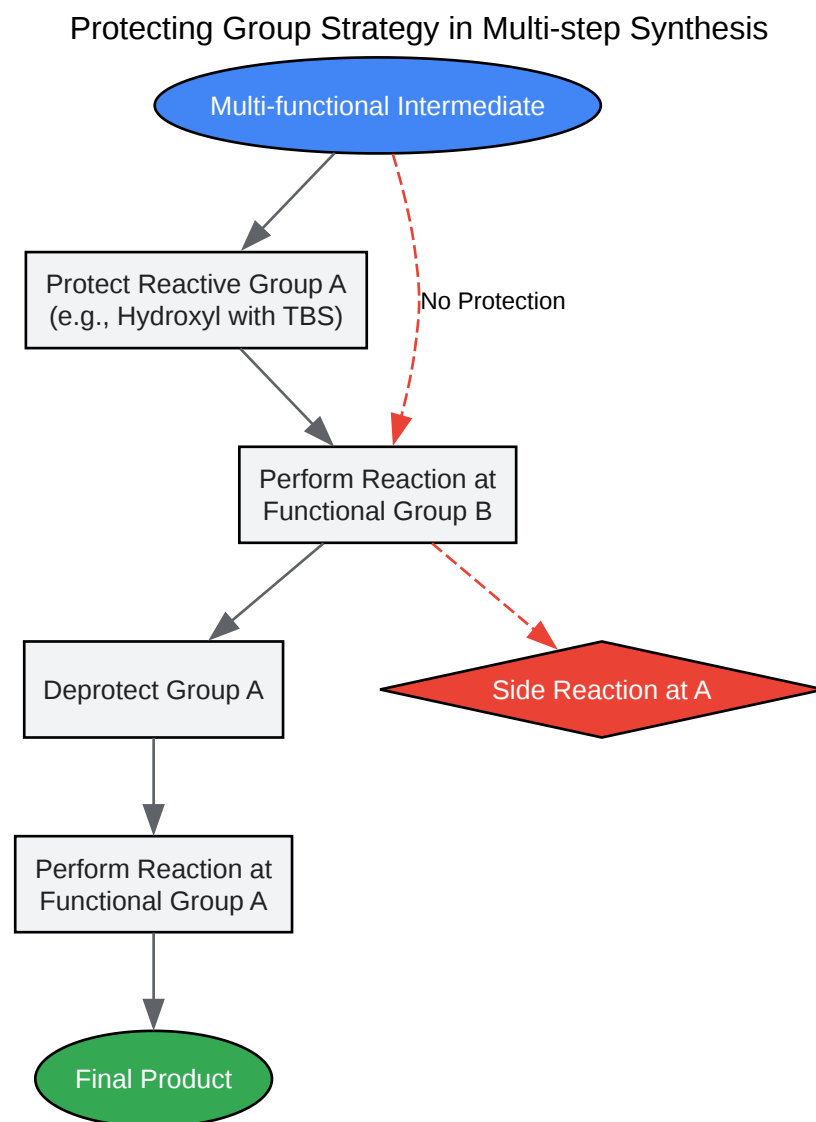 Protecting Group Strategy in Multi-step Synthesis
Multi-functional Intermediate
Protect Reactive Group A
(e.g., Hydroxyl with TBS)
No Protection
Perform Reaction at
Functional Group B
Deprotect Group A
Side Reaction at A
Perform Reaction at
Functional Group A
Final Product